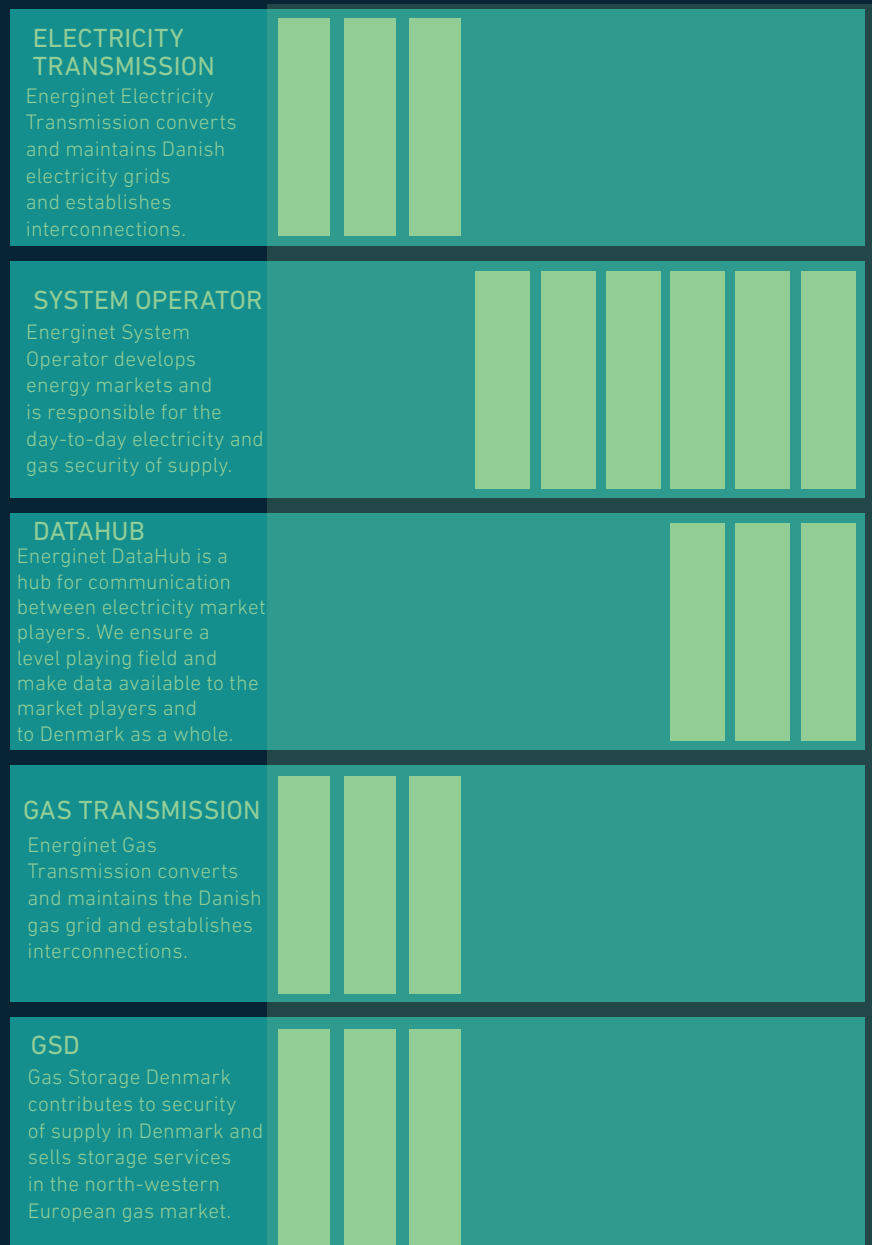 ELECTRICITY
TRANSMISSION
Energinet Electricity
Transmission converts
and maintains Danish
electricity grids
and establishes
interconnections.
SYSTEM OPERATOR
Energinet System
Operator develops
energy markets and
is responsible for the
day-to-day electricity and
gas security of supply.
DATAHUB
Energinet DataHub is a
hub for communication
between electricity market
players. We ensure a
level playing field and
make data available to the
market players and
to Denmark as a whole.
GAS TRANSMISSION
Energinet Gas
Transmission converts
and maintains the Danish
gas grid and establishes
interconnections.
GSD
Gas Storage Denmark
contributes to security
of supply in Denmark and
sells storage services
in the north-western
European gas market.